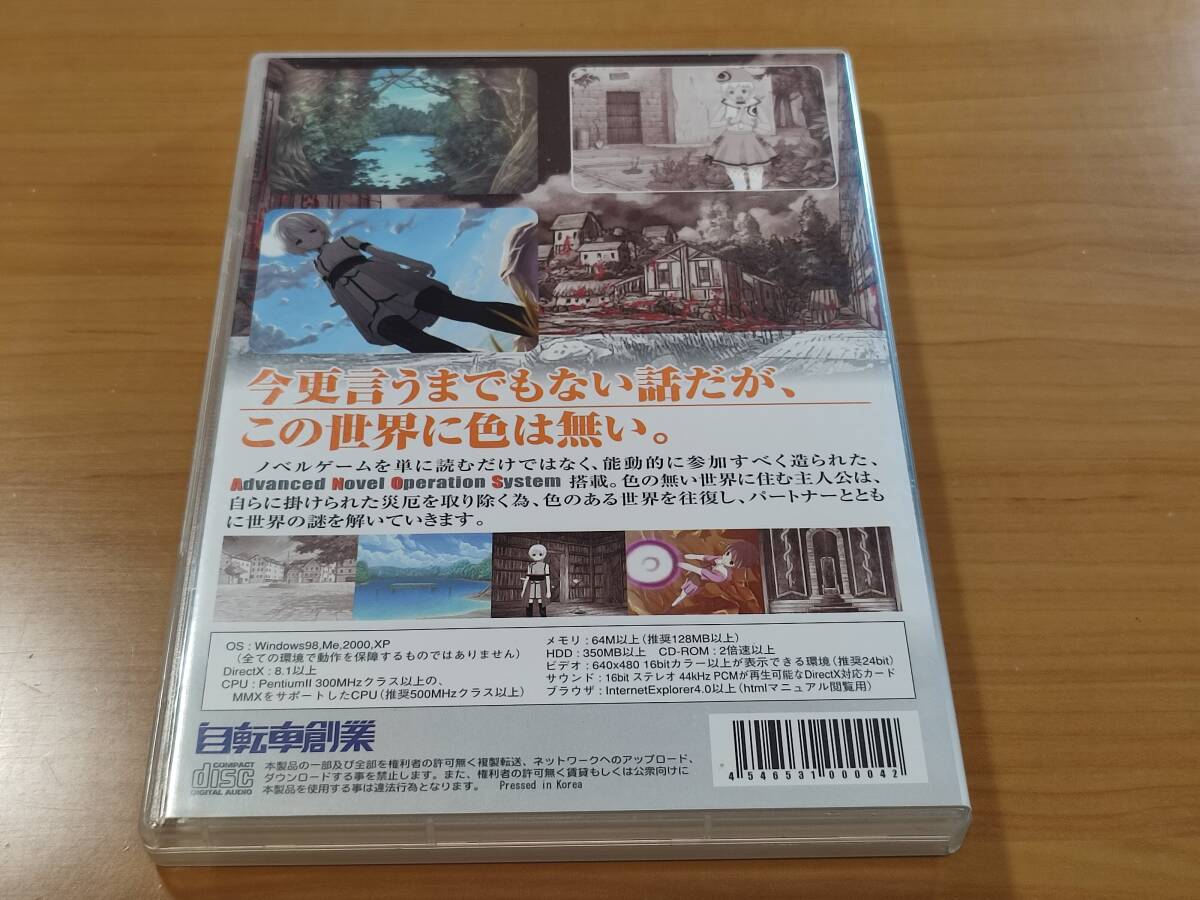 今更言うまでもない話だが、
この世界に色は無い。
ノベルゲームを単に読むだけではなく、能動的に参加すべく造られた、
Advanced Novel Operation System 搭載。色の無い世界に住む主人公は、
自らに掛けられた災厄を取り除く為、色のある世界を往復し、パートナーととも
に世界の謎を解いていきます。
OS：Windows98,Me,2000,XP
（全ての環境で動作を保障するものではありません）
DirectX：8.1以上
CPU：PentiumII 300MHzクラス以上の、
MMXをサポートしたCPU（推奨500MHzクラス以上）
メモリ：64M以上（推奨128MB以上）
HDD：350MB以上 CD-ROM：2倍速以上
ビデオ：640x480 16bitカラー以上が表示できる環境（推奨24bit）
サウンド：16bit ステレオ 44kHz PCMが再生可能なDirectX対応カード
ブラウザ：InternetExplorer4.0以上（htmlマニュアル閲覧用）
自転車創業
COMPACT
disc
DIGITAL AUDIO
本製品の一部及び全部を権利者の許可無く複製転送、ネットワークへのアップロード、
ダウンロードする事を禁止します。また、権利者の許可無く賃貸もしくは公衆向けに
本製品を使用する事は違法行為となります。 Pressed in Korea
4 546531 000042